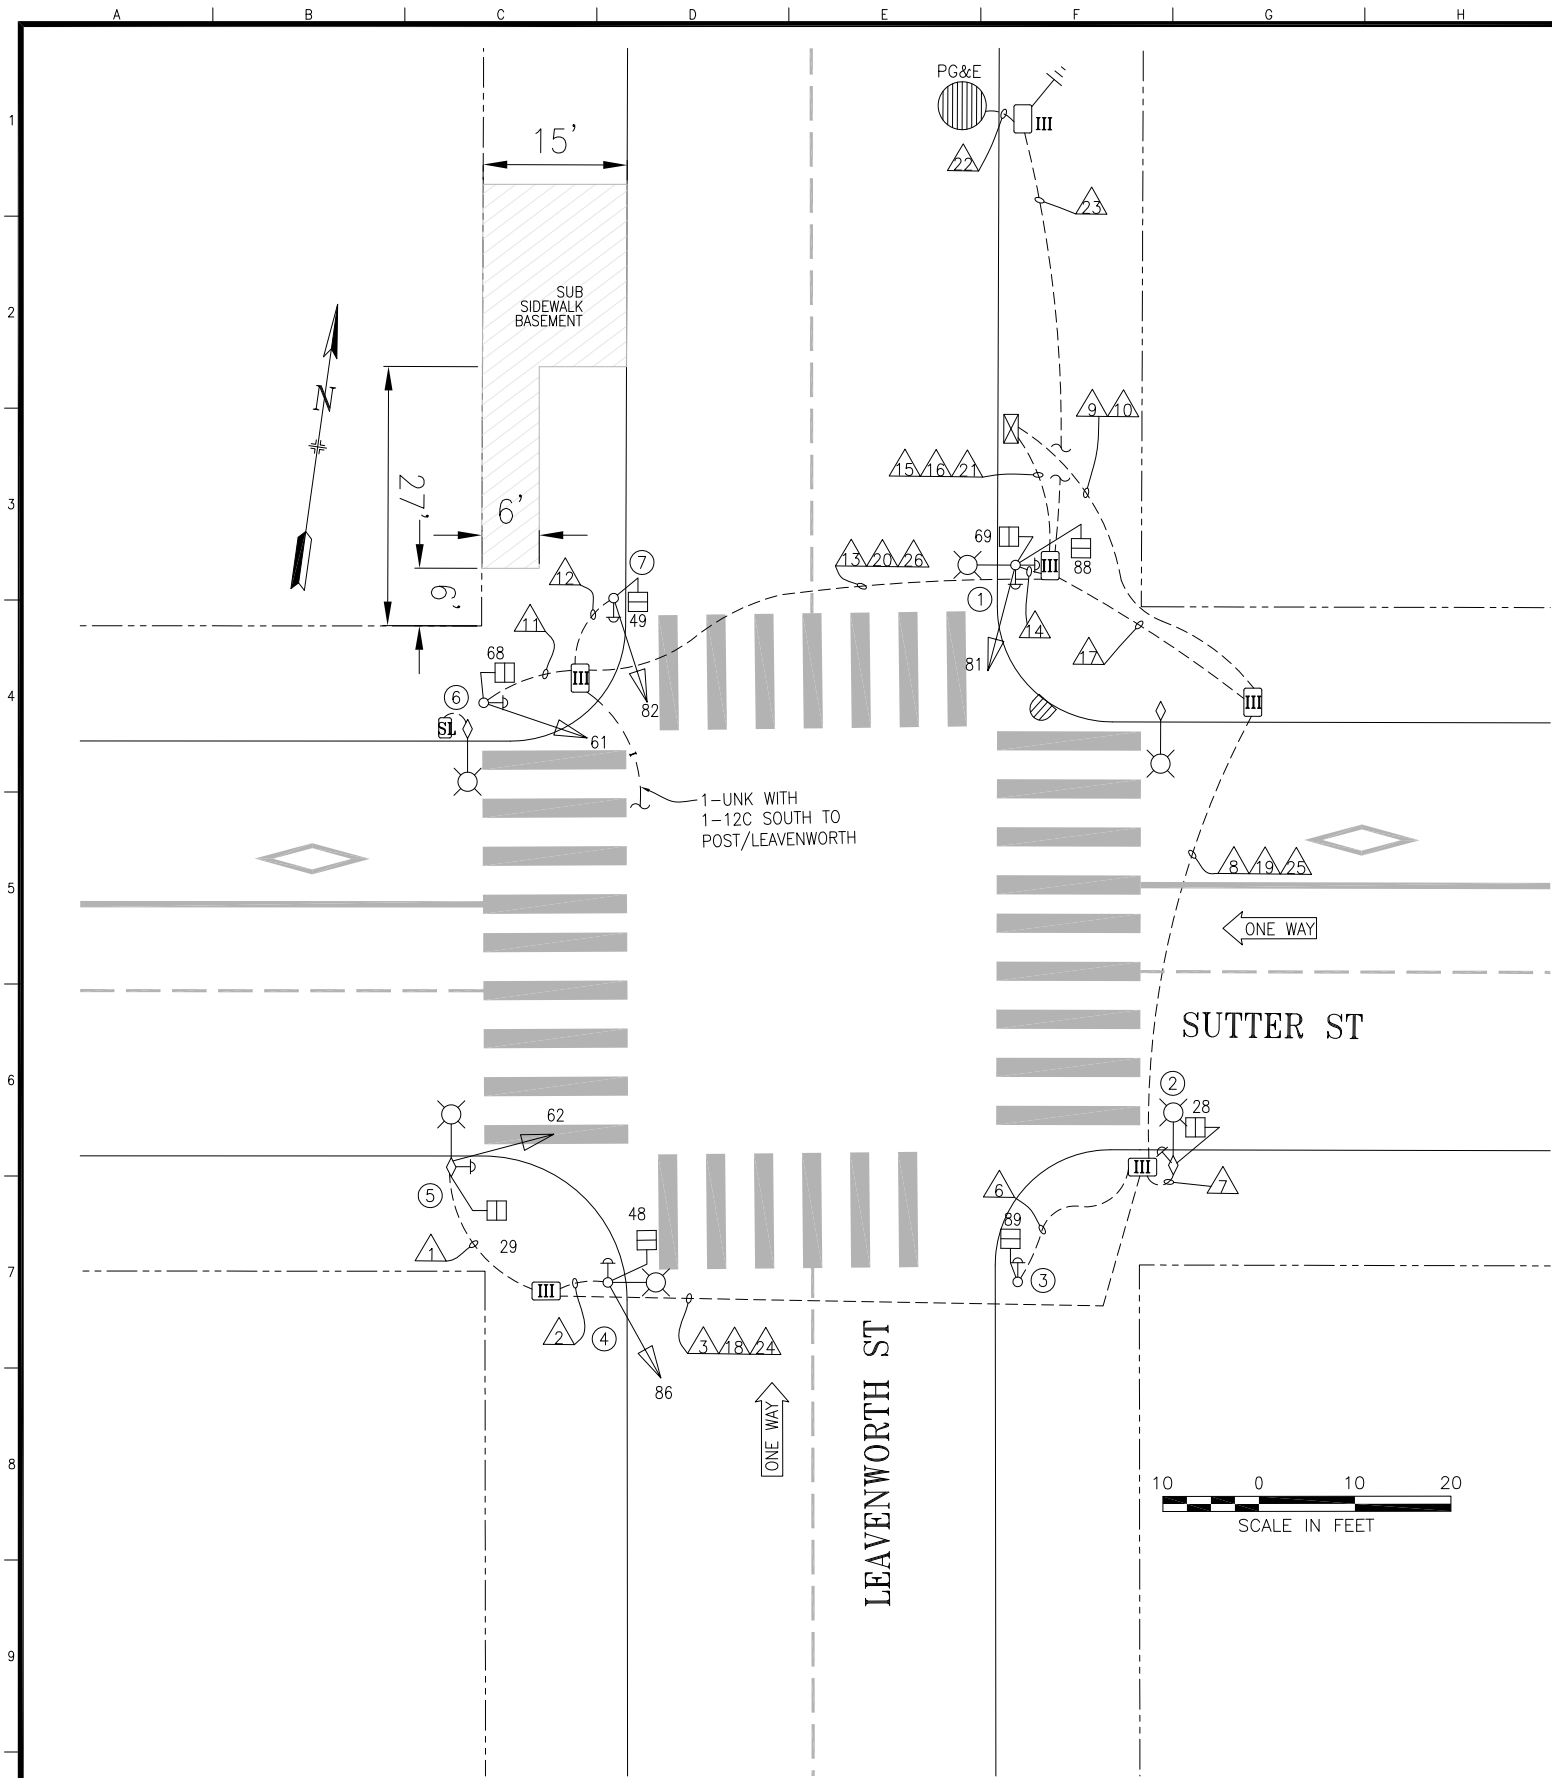 A B C D E F G H
1
PG&E
III
15'
22
23
2
SUB
SIDEWALK
BASEMENT
N
9 10
15 16 21
3
27'
6'
69
88
III
13 20 26
7
12
1
6'
49
14
11
17
68
81
4
6
III
82
III
SL
61
1-UNK WITH
1-12C SOUTH TO
POST/LEAVENWORTH
8 19 25
5
ONE WAY
SUTTER ST
6
2
28
62
III
5
6
7
48
89
1
29
7
3
III
2
4
3 18 24
86
LEAVENWORTH ST
ONE WAY
8
10 0 10 20
SCALE IN FEET
9